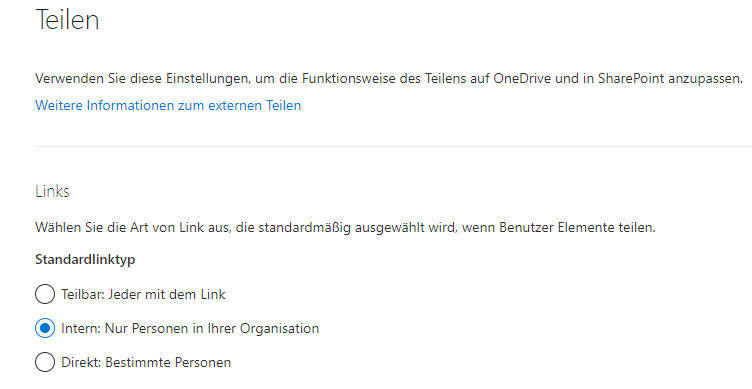 Teilen
Verwenden Sie diese Einstellungen, um die Funktionsweise des Teilens auf OneDrive und in SharePoint anzupassen.
Weitere Informationen zum externen Teilen
Links
Wählen Sie die Art von Link aus, die standardmäßig ausgewählt wird, wenn Benutzer Elemente teilen.
Standardlinktyp
Teilbar: Jeder mit dem Link
Intern: Nur Personen in Ihrer Organisation
Direkt: Bestimmte Personen